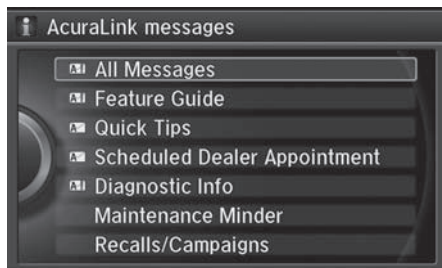 AcuraLink messages
All Messages
Feature Guide
Quick Tips
Scheduled Dealer Appointment
Diagnostic Info
Maintenance Minder
Recalls/Campaigns